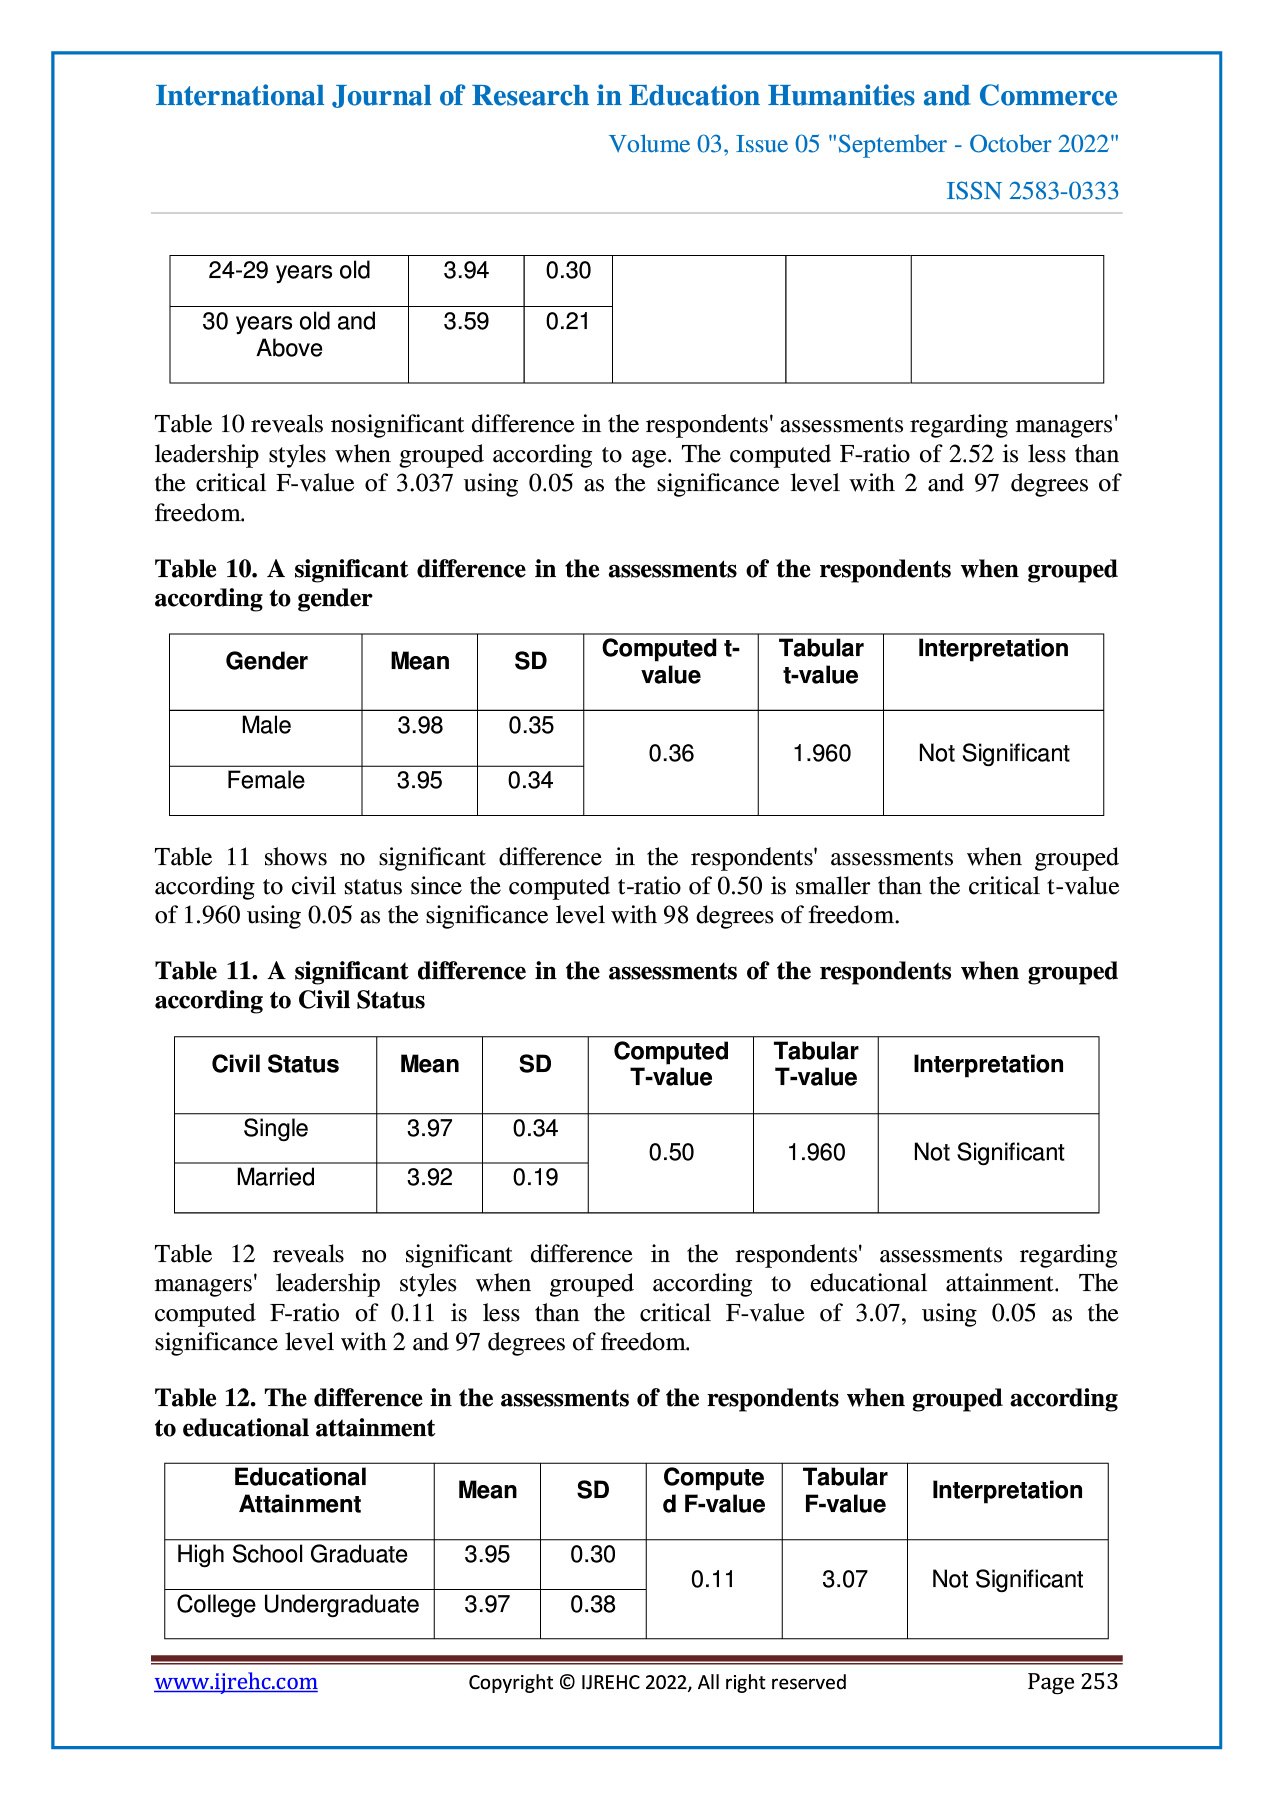 International Journal of Research in Education Humanities and Commerce
Volume 03, Issue 05 "September - October 2022"
ISSN 2583-0333
24-29 years old 3.94 0.30
30 years old and 3.59 0.21
Above
Table 10 reveals nosignificant difference in the respondents' assessments regarding managers'
leadership styles when grouped according to age. The computed F-ratio of 2.52 is less than
the critical F-value of 3.037 using 0.05 as the significance level with 2 and 97 degrees of
freedom.
Table 10. A significant difference in the assessments of the respondents when grouped
according to gender
Gender Mean SD Computed t- Tabular Interpretation
value t-value
Male 3.98 0.35
0.36 1.960 Not Significant
Female 3.95 0.34
Table 11 shows no significant difference in the respondents' assessments when grouped
according to civil status since the computed t-ratio of 0.50 is smaller than the critical t-value
of 1.960 using 0.05 as the significance level with 98 degrees of freedom.
Table 11. A significant difference in the assessments of the respondents when grouped
according to Civil Status
Civil Status Mean SD Computed Tabular Interpretation
T-value T-value
Single 3.97 0.34
0.50 1.960 Not Significant
Married 3.92 0.19
Table 12 reveals no significant difference in the respondents' assessments regarding
managers' leadership styles when grouped according to educational attainment. The
computed F-ratio of 0.11 is less than the critical F-value of 3.07, using 0.05 as the
significance level with 2 and 97 degrees of freedom.
Table 12. The difference in the assessments of the respondents when grouped according
to educational attainment
Educational Mean SD Compute Tabular Interpretation
Attainment d F-value F-value
High School Graduate 3.95 0.30
0.11 3.07 Not Significant
College Undergraduate 3.97 0.38
www.ijrehc.com Copyright © IJREHC 2022, All right reserved Page 253